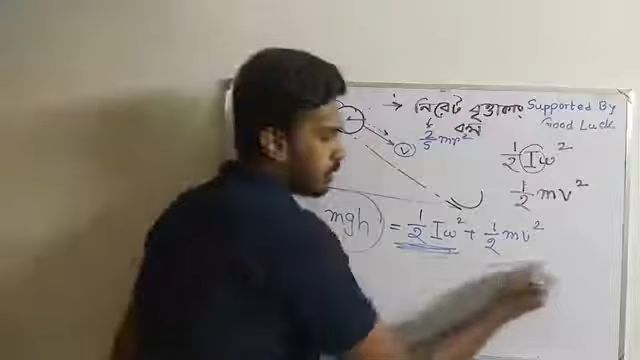 → নিরেট বৃত্তাকার
বল
2/5 mr²
v
Supported By
Good Luck
1/2 Iω²
1/2 mv²
mgh = 1/2 Iω² + 1/2 mv²